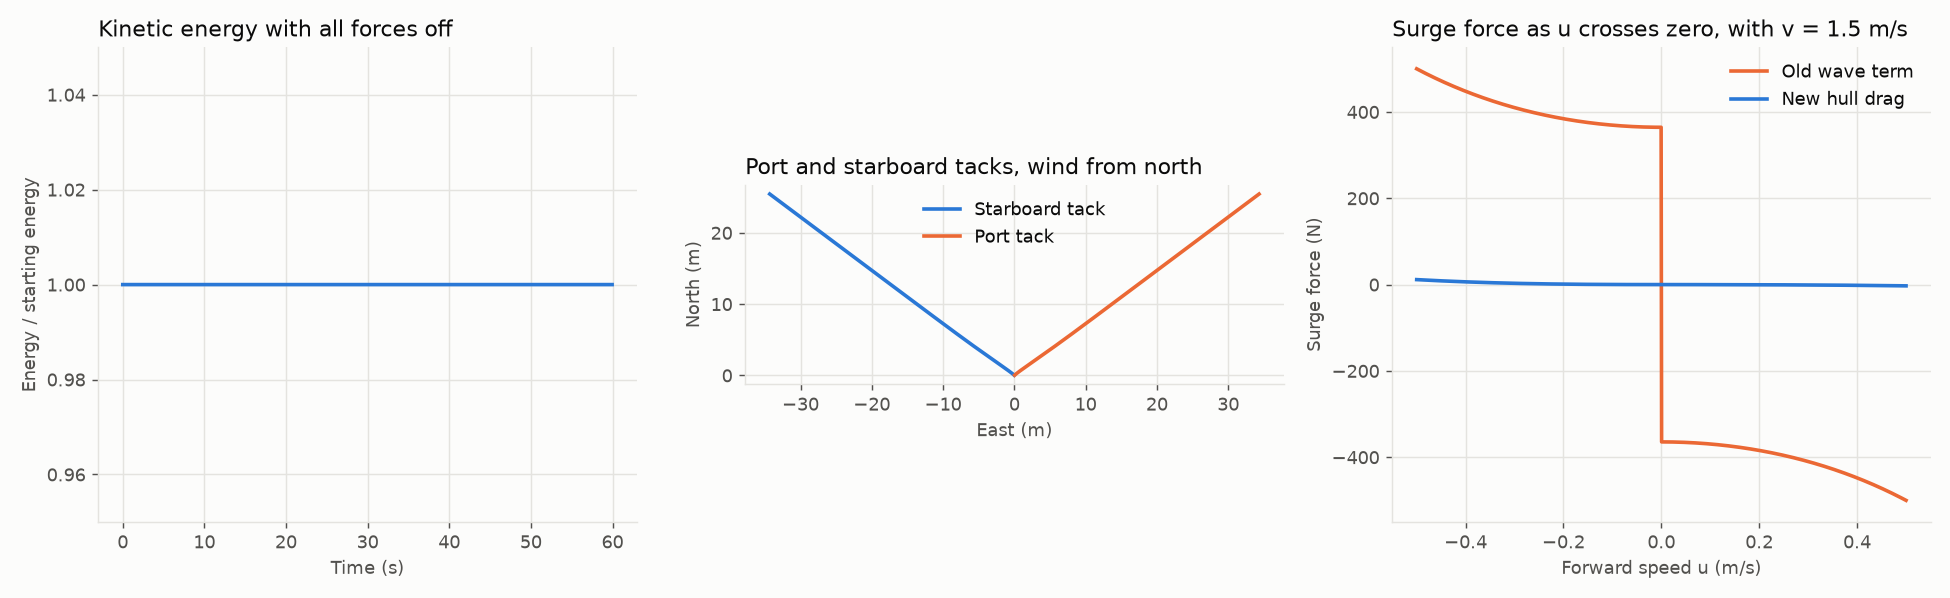 Kinetic energy with all forces off
1.04
1.02
1.00
0.98
0.96
Energy / starting energy
0 10 20 30 40 50 60
Time (s)
Port and starboard tacks, wind from north
Starboard tack
Port tack
20
10
0
North (m)
−30 −20 −10 0 10 20 30
East (m)
Surge force as u crosses zero, with v = 1.5 m/s
Old wave term
New hull drag
400
200
0
−200
−400
Surge force (N)
−0.4 −0.2 0.0 0.2 0.4
Forward speed u (m/s)